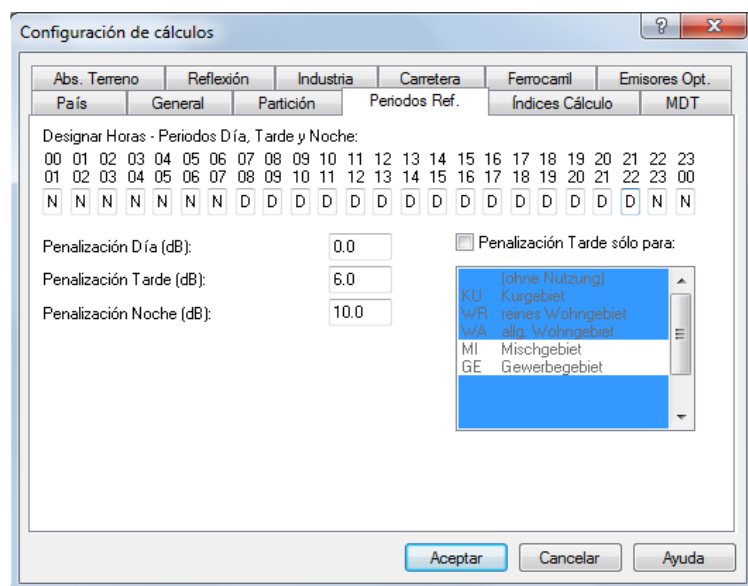 Configuración de cálculos
Abs. Terreno Reflexión Industria Carretera Ferrocarril Emisores Opt.
País General Partición Periodos Ref. Índices Cálculo MDT
Designar Horas - Periodos Día, Tarde y Noche:
00 01 02 03 04 05 06 07 08 09 10 11 12 13 14 15 16 17 18 19 20 21 22 23
01 02 03 04 05 06 07 08 09 10 11 12 13 14 15 16 17 18 19 20 21 22 23 00
N N N N N N N D D D D D D D D D D D D D D D N N
Penalización Día (dB): 0.0
Penalización Tarde (dB): 6.0
Penalización Noche (dB): 10.0
Penalización Tarde sólo para:
(ohne Nutzung)
KU Kurgebiet
WR reines Wohngebiet
WA allg. Wohngebiet
MI Mischgebiet
GE Gewerbegebiet
Aceptar Cancelar Ayuda